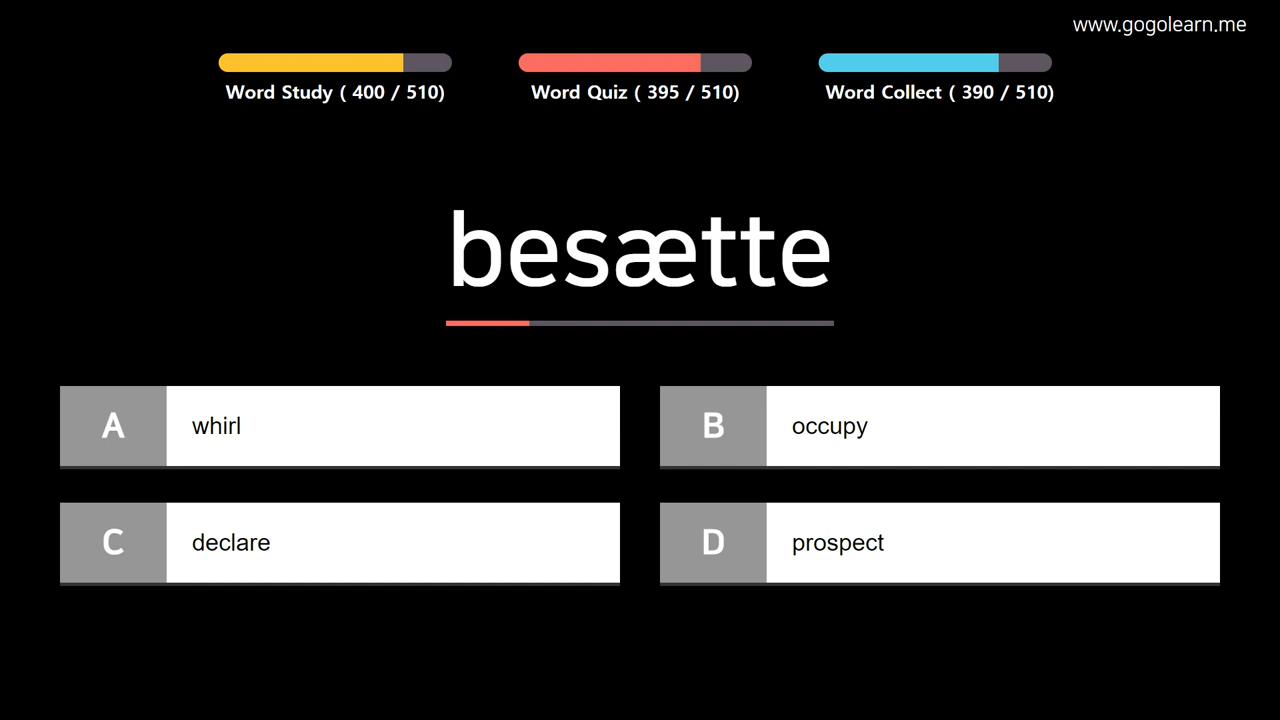 www.gogolearn.me
Word Study ( 400 / 510)
Word Quiz ( 395 / 510)
Word Collect ( 390 / 510)
besætte
A whirl
B occupy
C declare
D prospect